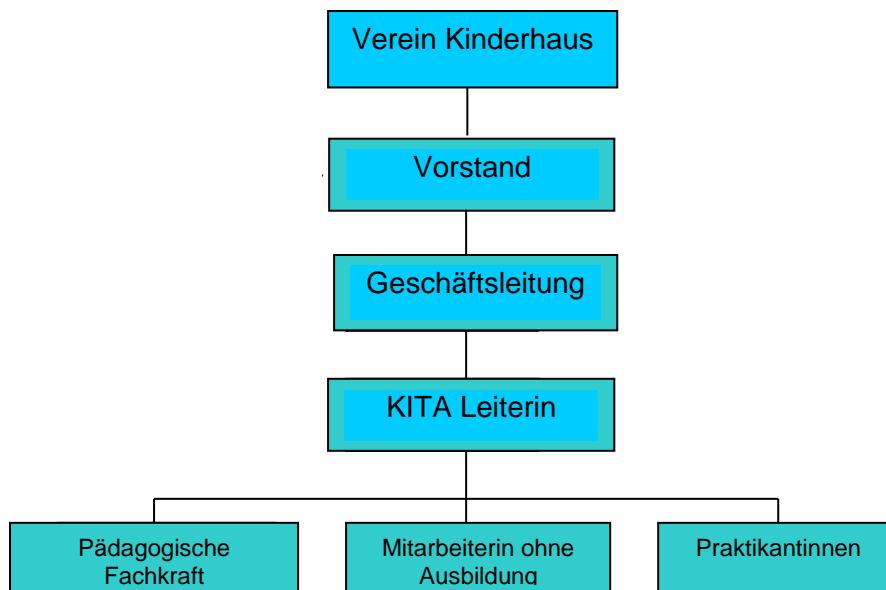 Verein Kinderhaus
Vorstand
Geschäftsleitung
KITA Leiterin
Pädagogische
Fachkraft
Mitarbeiterin ohne
Ausbildung
Praktikantinnen